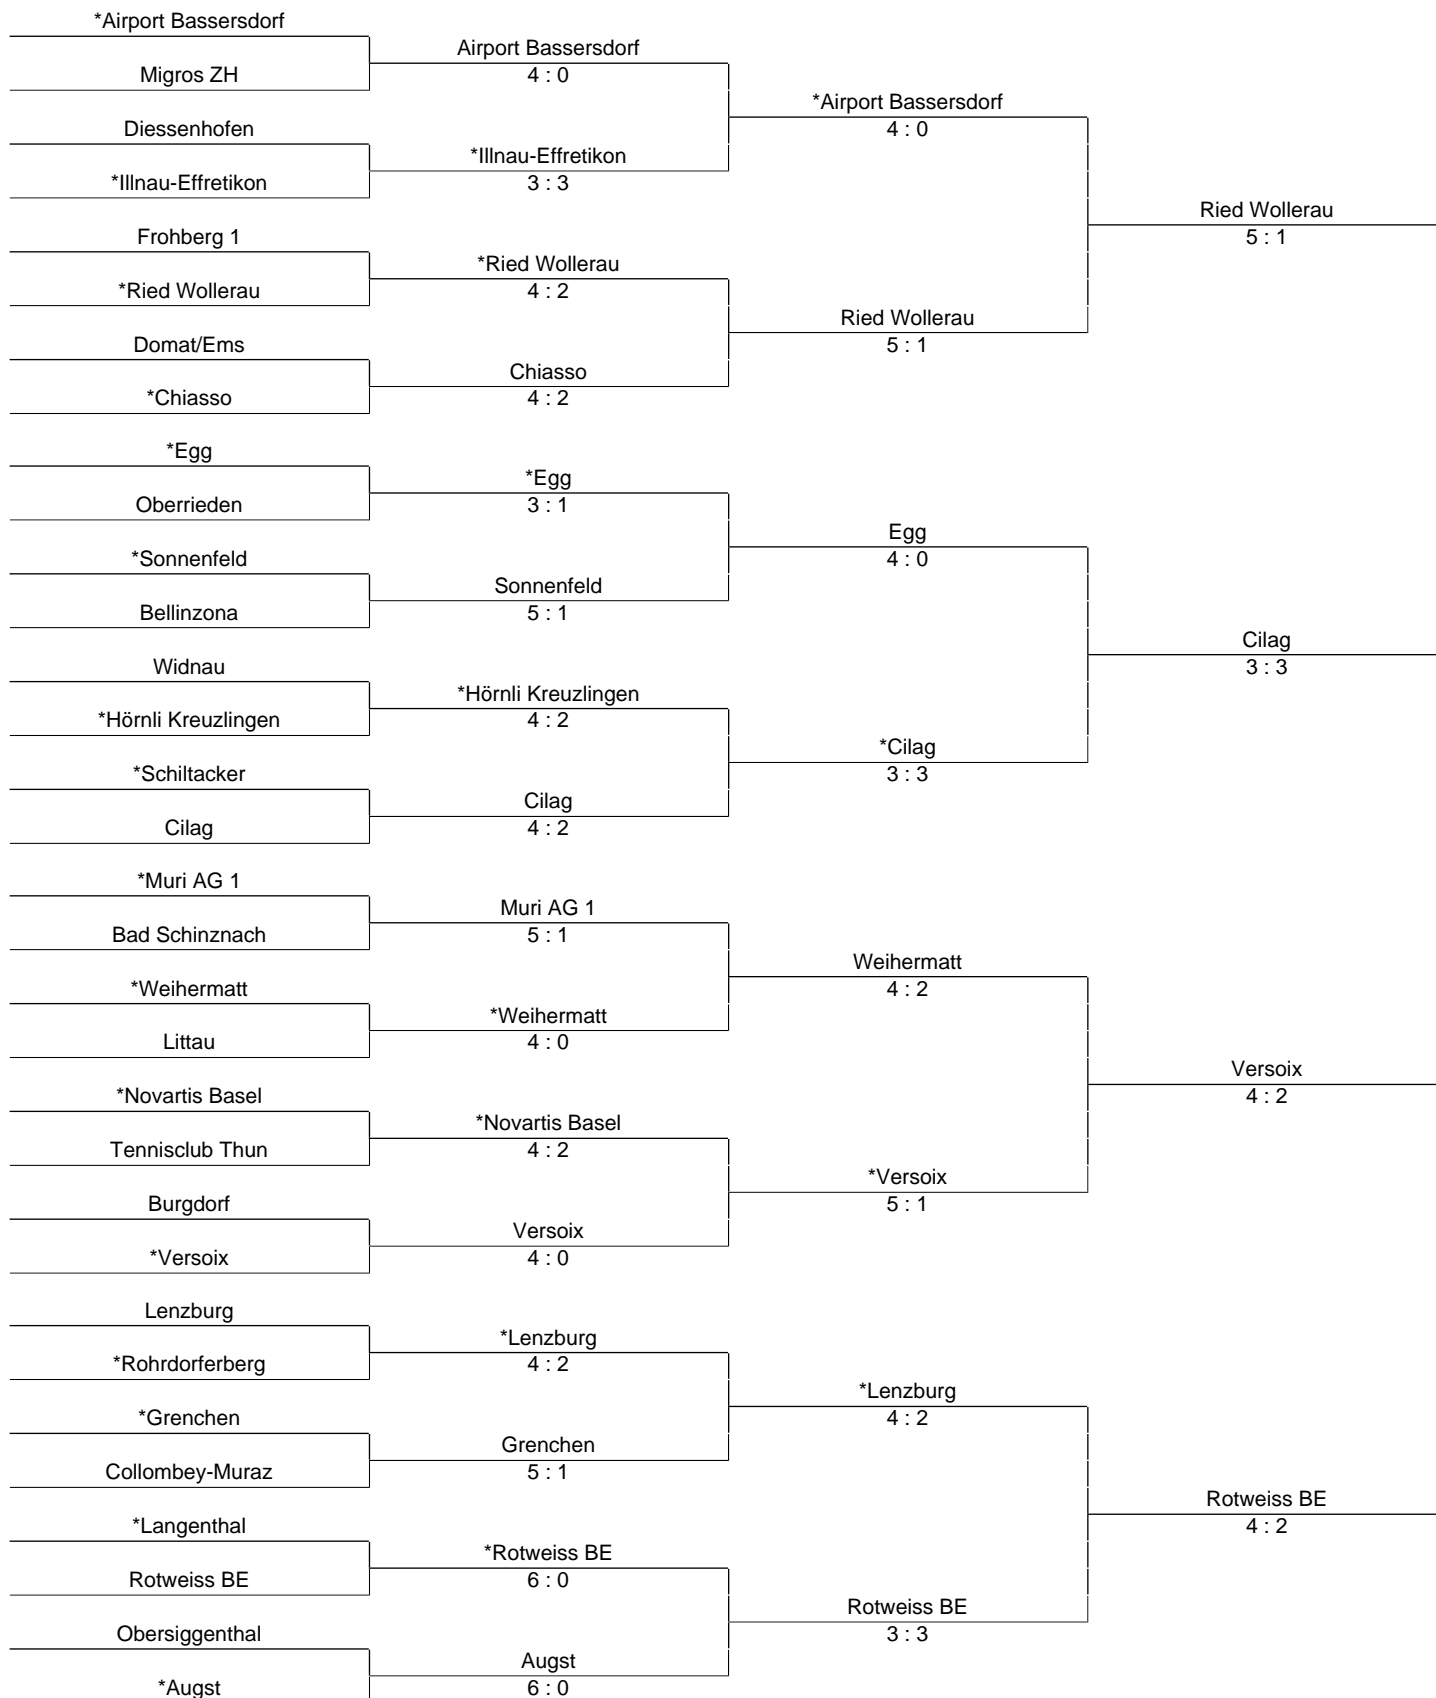 *Airport Bassersdorf
Migros ZH
Diessenhofen
*Illnau-Effretikon
Frohberg 1
*Ried Wollerau
Domat/Ems
*Chiasso
*Egg
Oberrieden
*Sonnenfeld
Bellinzona
Widnau
*Hörnli Kreuzlingen
*Schiltacker
Cilag
*Muri AG 1
Bad Schinznach
*Weihermatt
Littau
*Novartis Basel
Tennisclub Thun
Burgdorf
*Versoix
Lenzburg
*Rohrdorferberg
*Grenchen
Collombey-Muraz
*Langenthal
Rotweiss BE
Obersiggenthal
*Augst
Airport Bassersdorf
4 : 0
*Illnau-Effretikon
3 : 3
*Ried Wollerau
4 : 2
Chiasso
4 : 2
*Egg
3 : 1
Sonnenfeld
5 : 1
*Hörnli Kreuzlingen
4 : 2
Cilag
4 : 2
Muri AG 1
5 : 1
*Weihermatt
4 : 0
*Novartis Basel
4 : 2
Versoix
4 : 0
*Lenzburg
4 : 2
Grenchen
5 : 1
*Rotweiss BE
6 : 0
Augst
6 : 0
*Airport Bassersdorf
4 : 0
Ried Wollerau
5 : 1
Egg
4 : 0
*Cilag
3 : 3
Weihermatt
4 : 2
*Versoix
5 : 1
*Lenzburg
4 : 2
Rotweiss BE
3 : 3
Ried Wollerau
5 : 1
Cilag
3 : 3
Versoix
4 : 2
Rotweiss BE
4 : 2